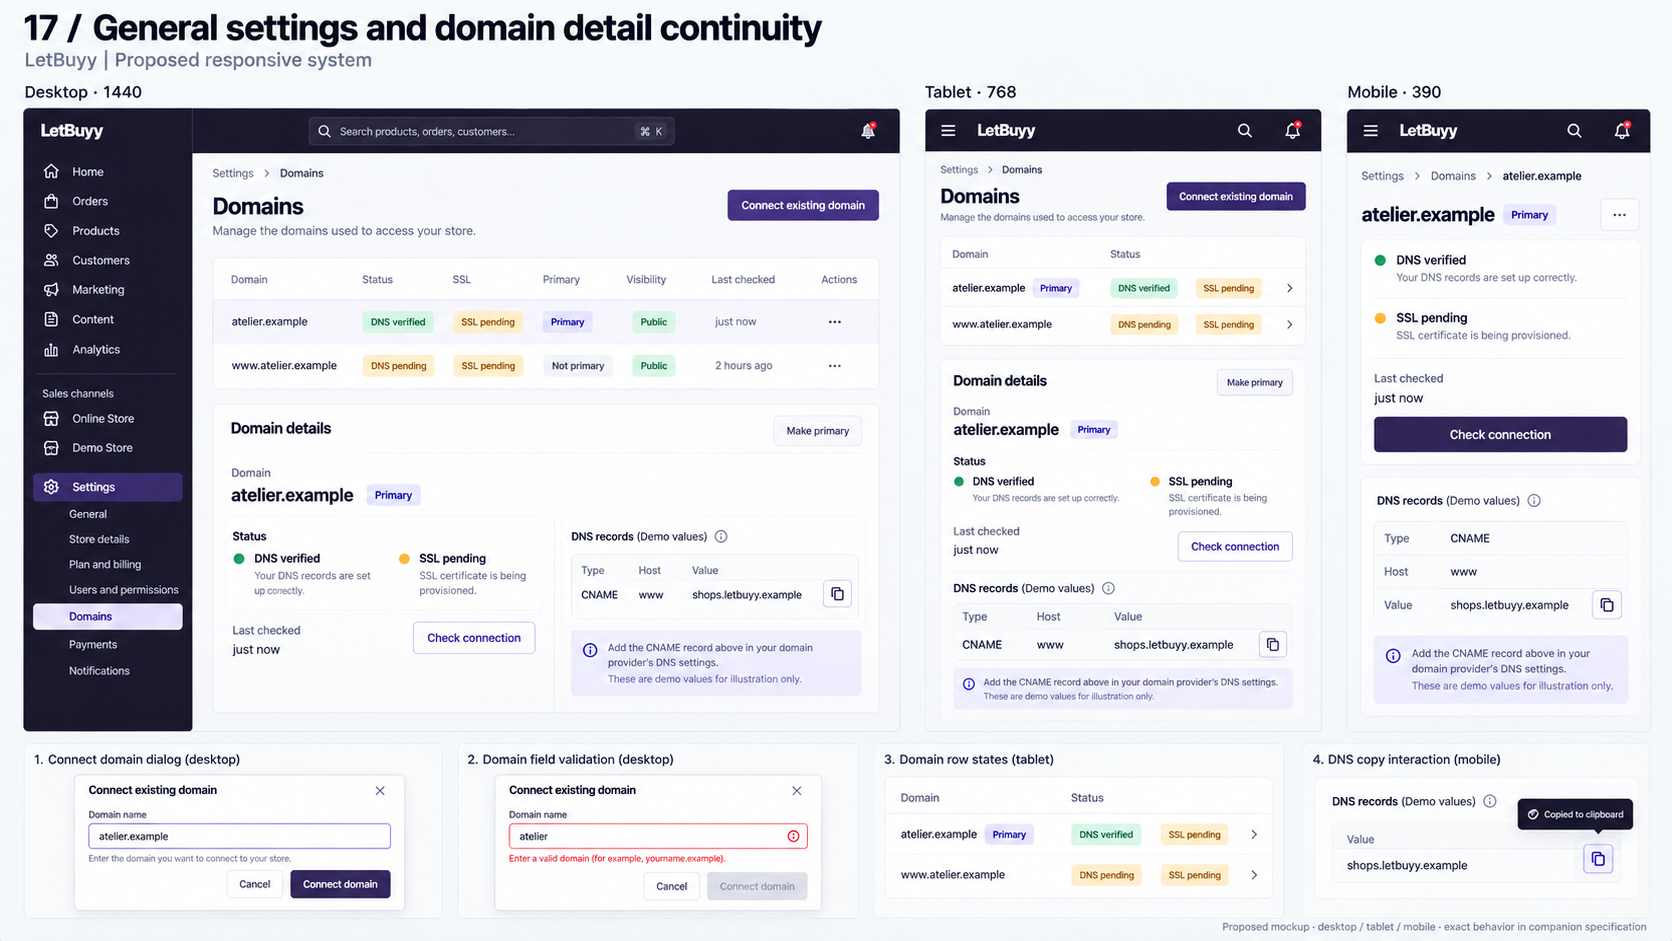 17 / General settings and domain detail continuity
LetBuyy | Proposed responsive system
Desktop · 1440
LetBuyy
Search products, orders, customers...
⌘ K
Home
Orders
Products
Customers
Marketing
Content
Analytics
Sales channels
Online Store
Demo Store
Settings
General
Store details
Plan and billing
Users and permissions
Domains
Payments
Notifications
Settings > Domains
Domains
Manage the domains used to access your store.
Connect existing domain
Domain Status SSL Primary Visibility Last checked Actions
atelier.example DNS verified SSL pending Primary Public just now ...
www.atelier.example DNS pending SSL pending Not primary Public 2 hours ago ...
Domain details
Make primary
Domain
atelier.example Primary
Status
DNS verified
Your DNS records are set
up correctly.
SSL pending
SSL certificate is being
provisioned.
Last checked
just now
Check connection
DNS records (Demo values)
Type Host Value
CNAME www shops.letbuyy.example
Add the CNAME record above in your domain
provider's DNS settings.
These are demo values for illustration only.
Tablet · 768
LetBuyy
Settings > Domains
Domains
Manage the domains used to access your store.
Connect existing domain
Domain Status
atelier.example Primary DNS verified SSL pending >
www.atelier.example DNS pending SSL pending >
Domain details
Make primary
Domain
atelier.example Primary
Status
DNS verified
Your DNS records are set up correctly.
SSL pending
SSL certificate is being
provisioned.
Last checked
just now
Check connection
DNS records (Demo values)
Type Host Value
CNAME www shops.letbuyy.example
Add the CNAME record above in your domain provider's DNS settings.
These are demo values for illustration only.
Mobile · 390
LetBuyy
Settings > Domains > atelier.example
atelier.example Primary ...
DNS verified
Your DNS records are set up correctly.
SSL pending
SSL certificate is being provisioned.
Last checked
just now
Check connection
DNS records (Demo values)
Type CNAME
Host www
Value shops.letbuyy.example
Add the CNAME record above in your
domain provider's DNS settings.
These are demo values for illustration only.
1. Connect domain dialog (desktop)
Connect existing domain
Domain name
atelier.example
Enter the domain you want to connect to your store.
Cancel
Connect domain
2. Domain field validation (desktop)
Connect existing domain
Domain name
atelier
Enter a valid domain (for example, yourname.example).
Cancel
Connect domain
3. Domain row states (tablet)
Domain Status
atelier.example Primary DNS verified SSL pending >
www.atelier.example DNS pending SSL pending >
4. DNS copy interaction (mobile)
DNS records (Demo values)
Copied to clipboard
Value
shops.letbuyy.example
Proposed mockup · desktop / tablet / mobile · exact behavior in companion specification